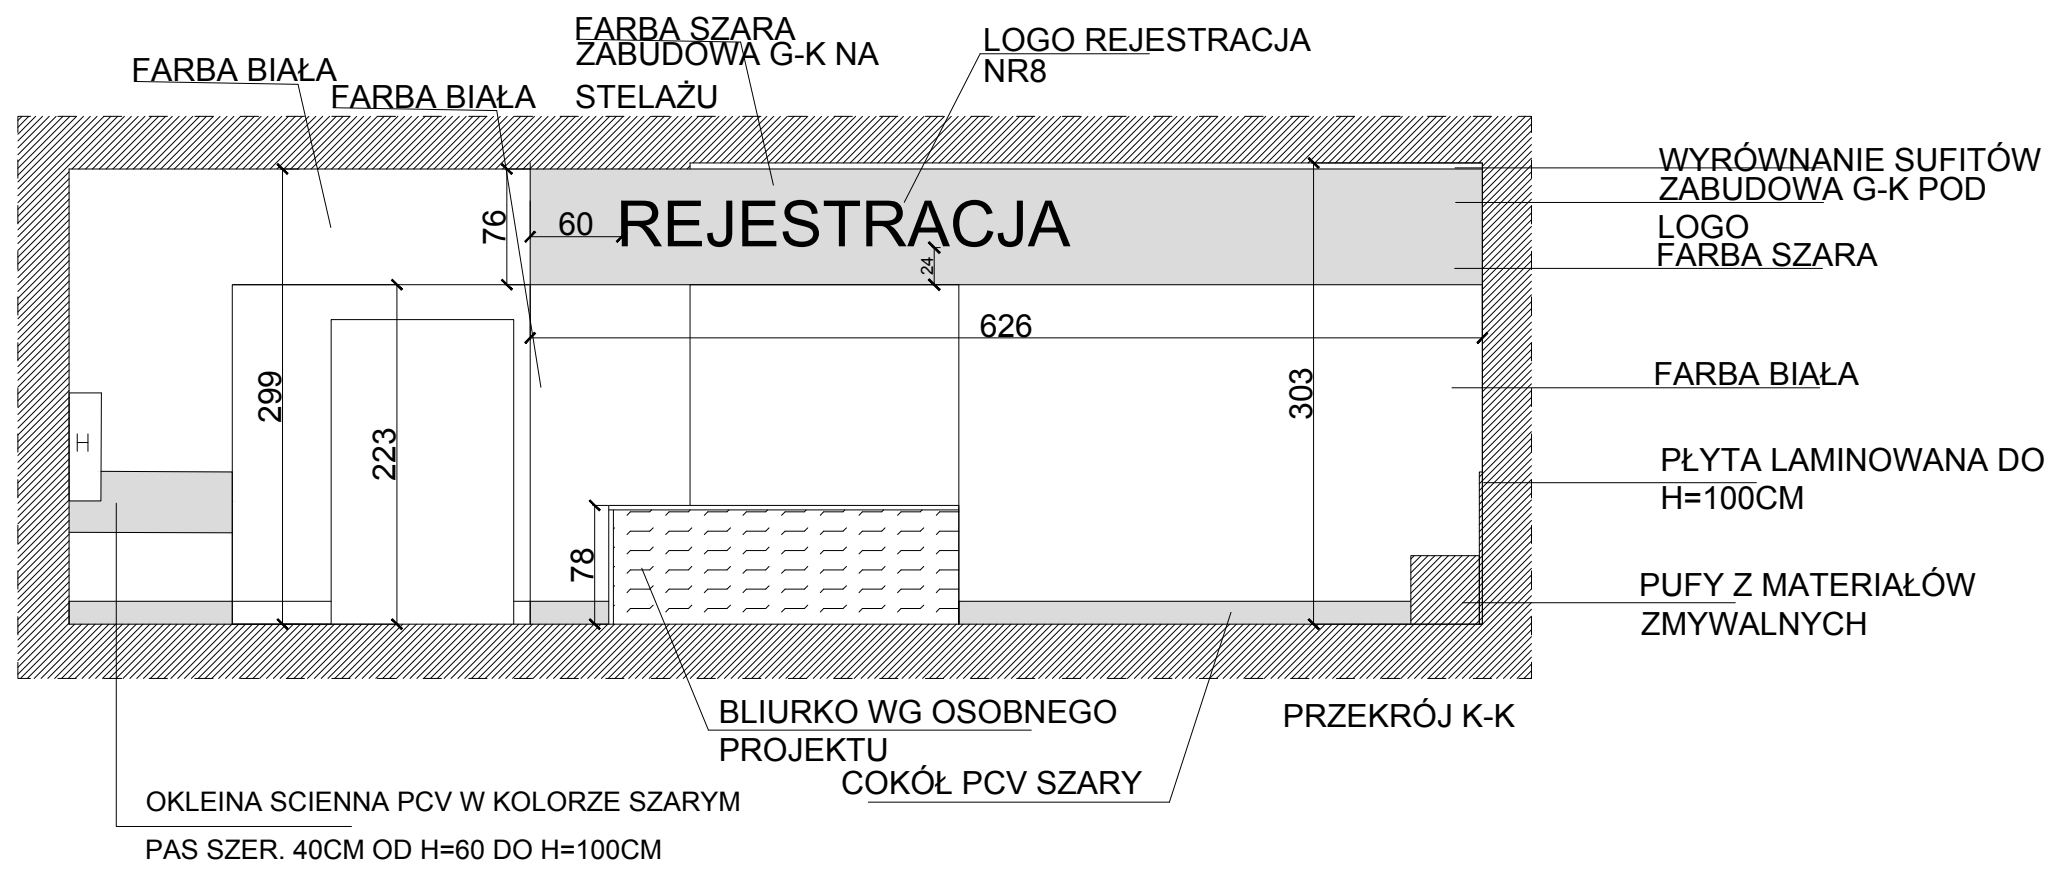 FARBA SZARA
ZABUDOWA G-K NA
STELAŻU
LOGO REJESTRACJA
NR8
FARBA BIAŁA
FARBA BIAŁA
WYRÓWNANIE SUFITÓW
ZABUDOWA G-K POD
LOGO
FARBA SZARA
REJESTRACJA
76
60
24
626
299
223
303
FARBA BIAŁA
H
PŁYTA LAMINOWANA DO
H=100CM
78
PUFY Z MATERIAŁÓW
ZMYWALNYCH
BLIURKO WG OSOBNEGO
PROJEKTU
PRZEKRÓJ K-K
COKÓŁ PCV SZARY
OKLEINA SCIENNA PCV W KOLORZE SZARYM
PAS SZER. 40CM OD H=60 DO H=100CM